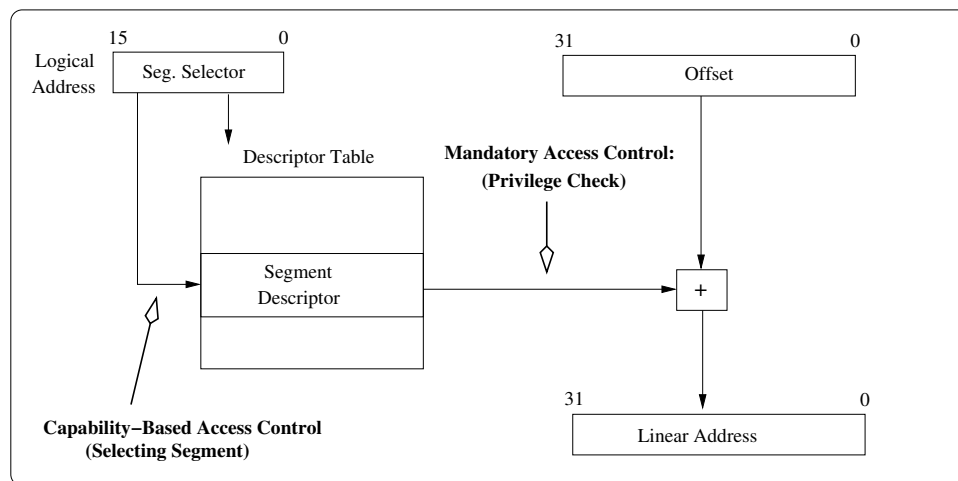 15 0
31 0
Logical
Address
Seg. Selector
Offset
Descriptor Table
Mandatory Access Control:
(Privilege Check)
Segment
Descriptor
+
31 0
Capability−Based Access Control
(Selecting Segment)
Linear Address